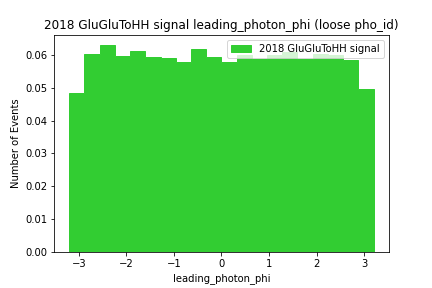 2018 GluGluToHH signal leading_photon_phi (loose pho_id)
2018 GluGluToHH signal
Number of Events
0.06
0.05
0.04
0.03
0.02
0.01
0.00
−3 −2 −1 0 1 2 3
leading_photon_phi